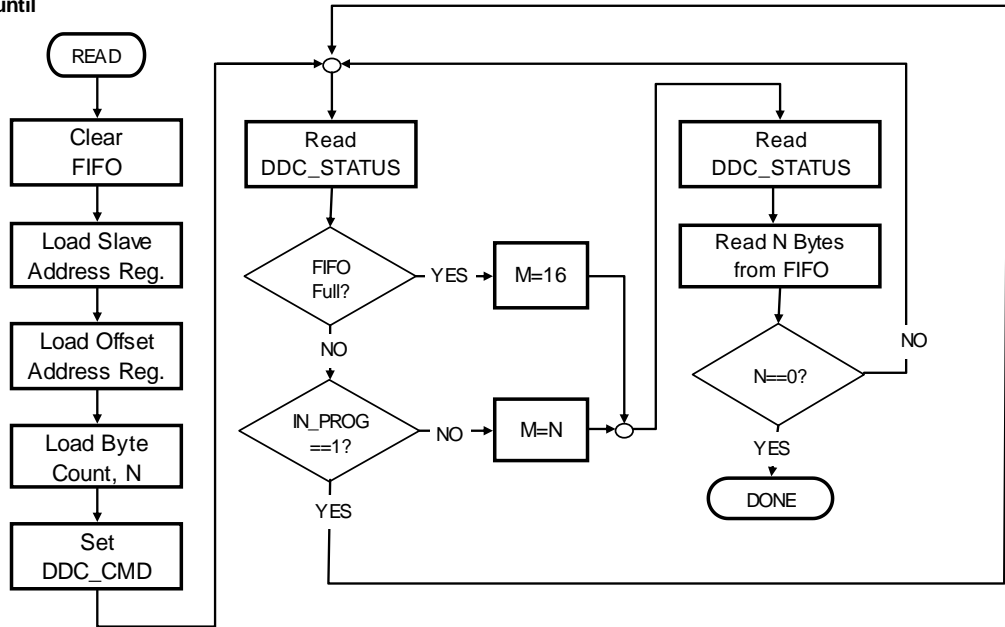 until
READ
Clear
FIFO
Load Slave
Address Reg.
Load Offset
Address Reg.
Load Byte
Count, N
Set
DDC_CMD
Read
DDC_STATUS
FIFO
Full?
YES
M=16
NO
IN_PROG
==1?
NO
M=N
YES
Read
DDC_STATUS
Read N Bytes
from FIFO
N==0?
NO
YES
DONE